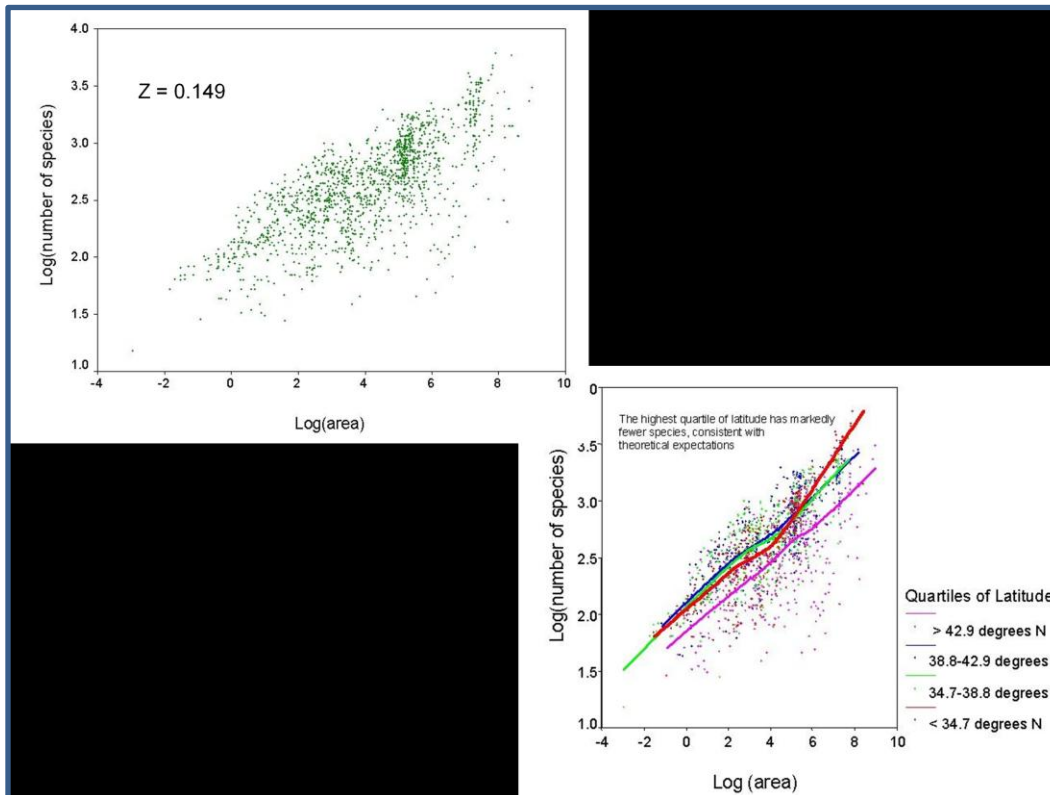 4.0
3.5
3.0
2.5
2.0
1.5
1.0
Log(number of species)
Z = 0.149
-4 -2 0 2 4 6 8 10
Log(area)
0
.5
3.0
2.5
2.0
1.5
1.0
Log(number of species)
The highest quartile of latitude has markedly
fewer species, consistent with
theoretical expectations
-4 -2 0 2 4 6 8 10
Log (area)
Quartiles of Latitude
> 42.9 degrees N
38.8-42.9 degrees
34.7-38.8 degrees
< 34.7 degrees N